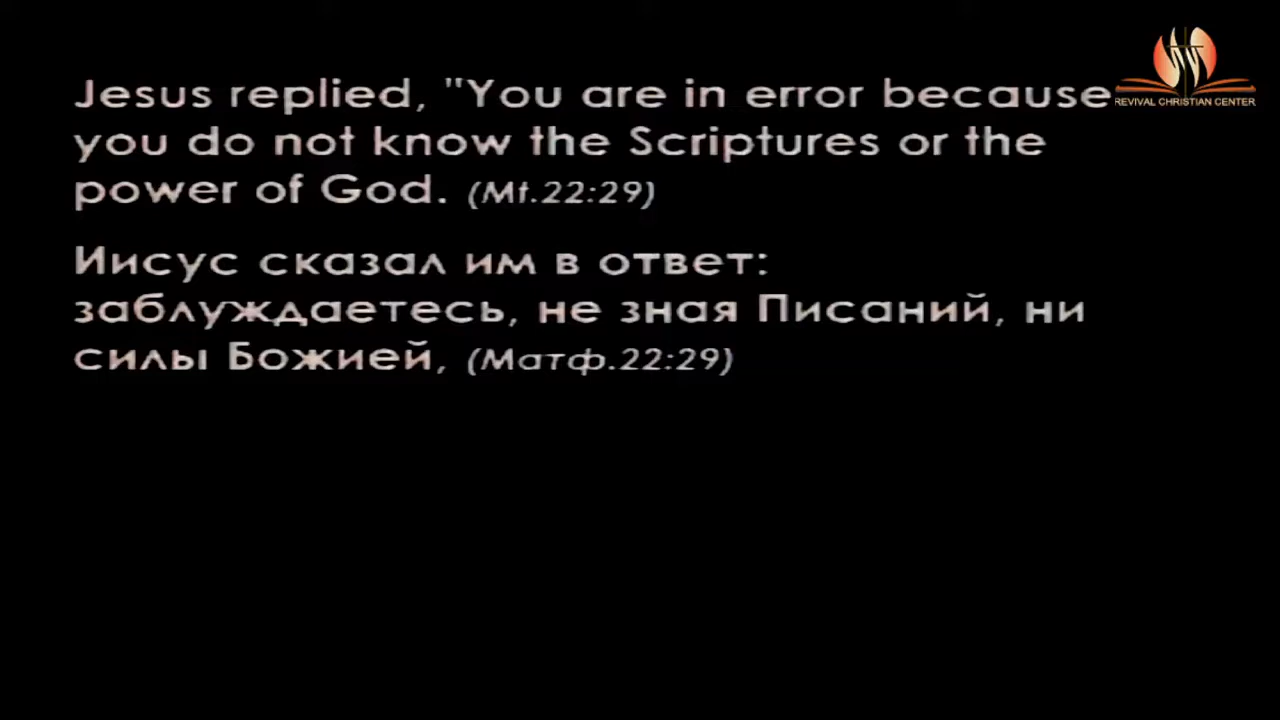 Jesus replied, "You are in error because
you do not know the Scriptures or the
power of God. (Mt.22:29)
Иисус сказал им в ответ:
заблуждаетесь, не зная Писаний, ни
силы Божией, (Матф.22:29)
REVIVAL CHRISTIAN CENTER